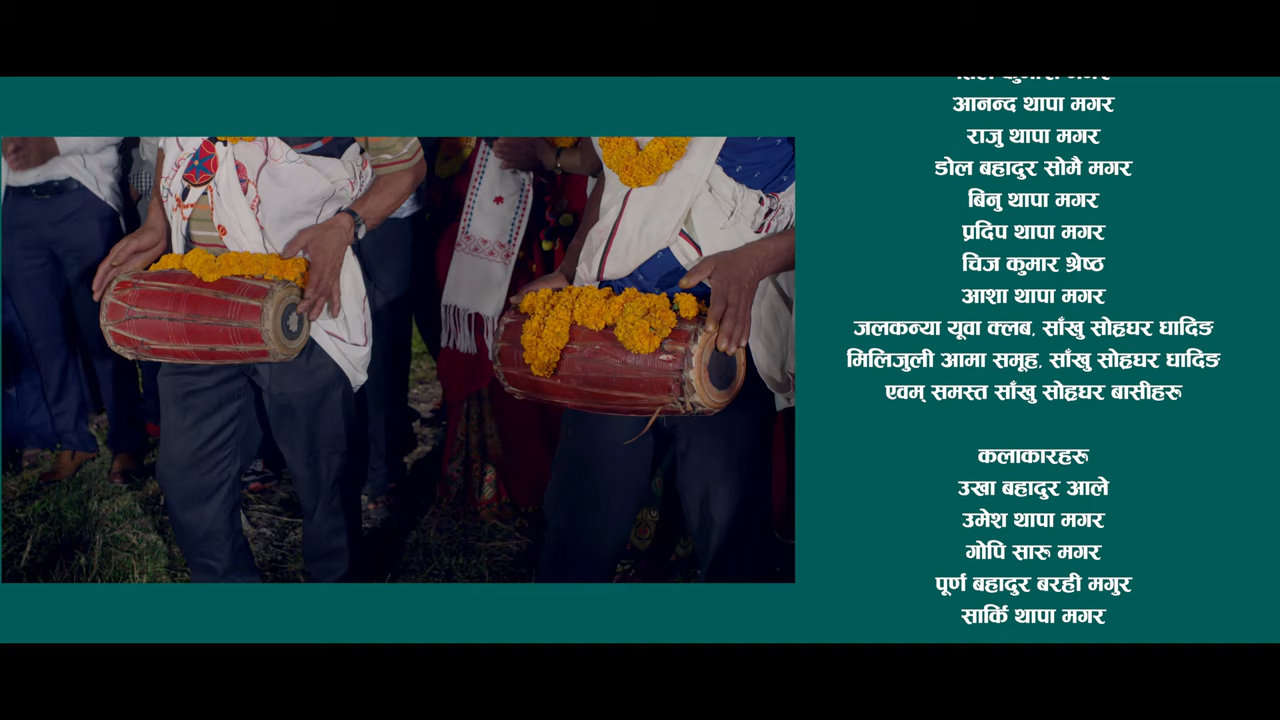 आनन्द थापा मगर
राजु थापा मगर
डोल बहादुर सोमै मगर
बिनु थापा मगर
प्रदिप थापा मगर
चिज कुमार श्रेष्ठ
आशा थापा मगर
जलकन्या यूवा क्लब, साँखु सोह्रघर धादिङ
मिलिजुली आमा समूह, साँखु सोह्रघर धादिङ
एवम् समस्त साँखु सोह्रघर बासीहरू
कलाकारहरू
उखा बहादुर आले
उमेश थापा मगर
गोपि सारू मगर
पूर्ण बहादुर बरही मगुर
सार्कि थापा मगर